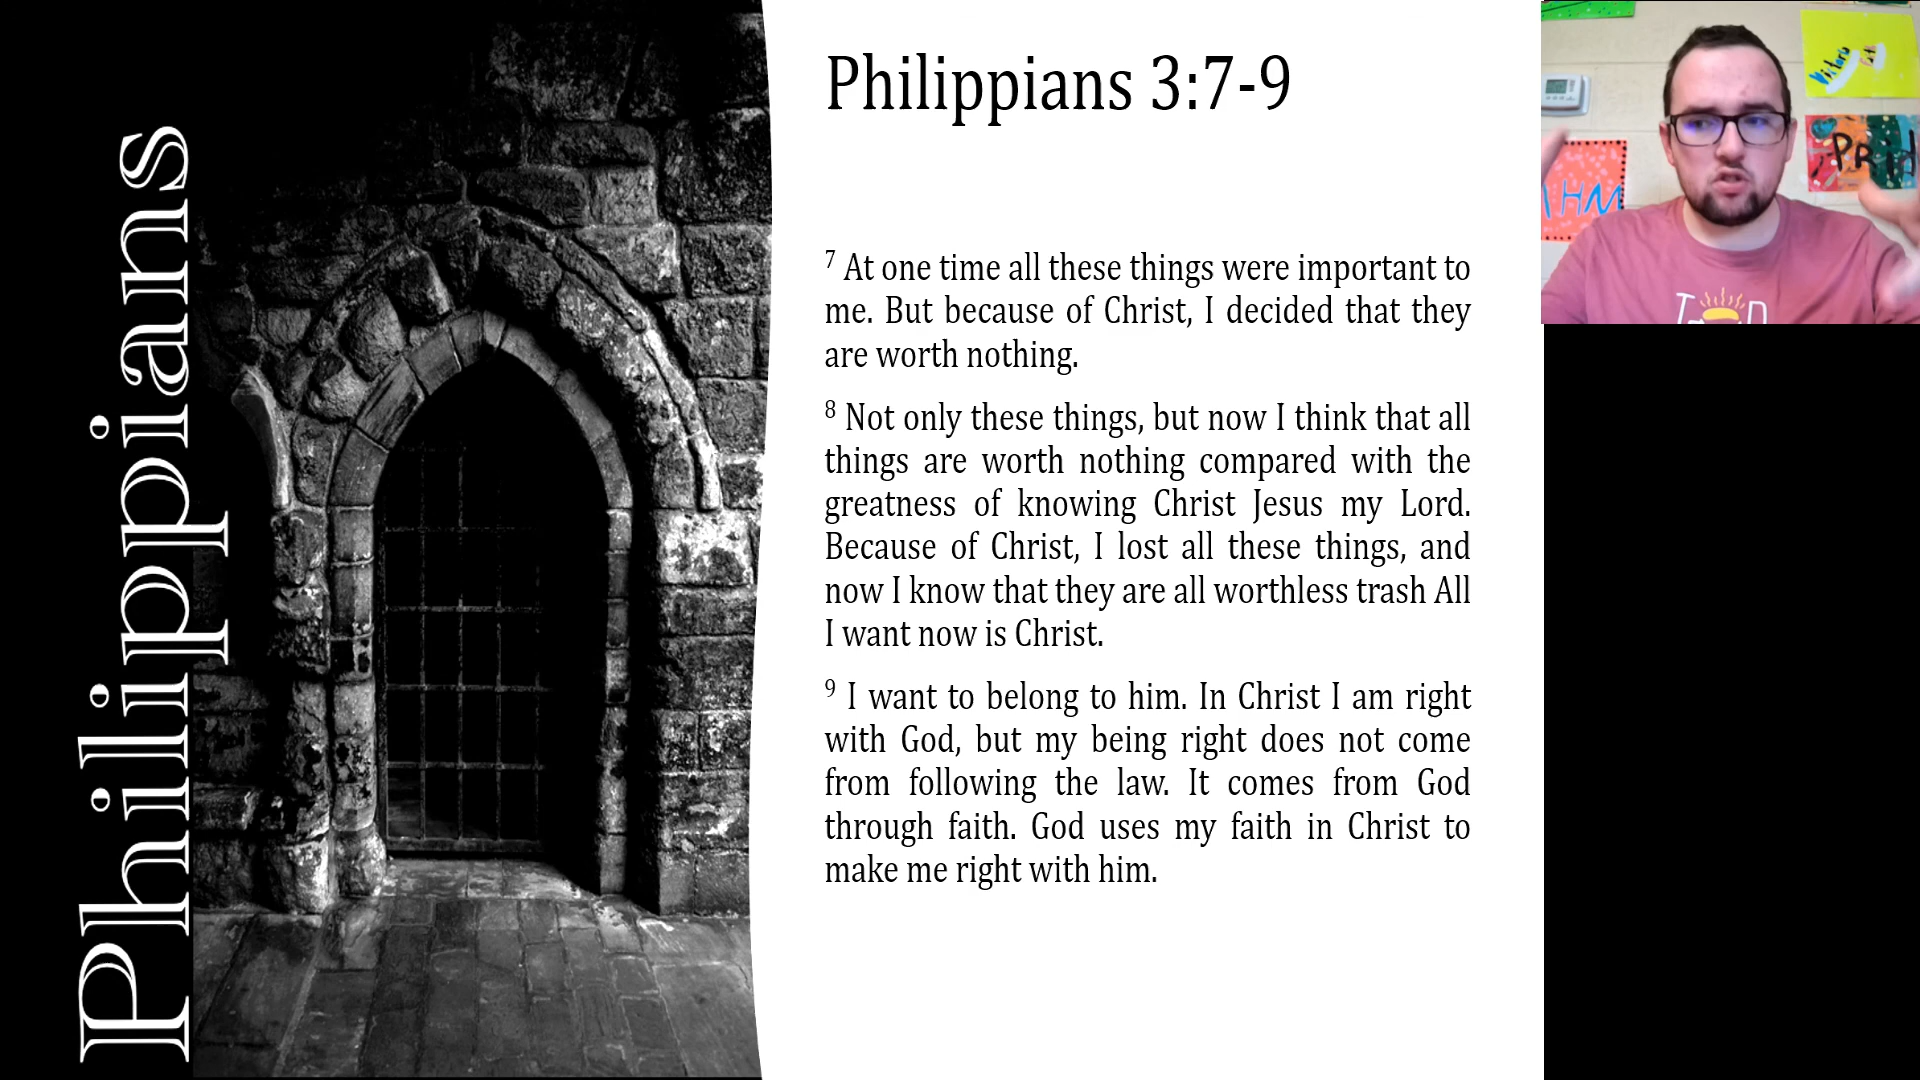 Philippians
Philippians 3:7-9
7 At one time all these things were important to
me. But because of Christ, I decided that they
are worth nothing.
8 Not only these things, but now I think that all
things are worth nothing compared with the
greatness of knowing Christ Jesus my Lord.
Because of Christ, I lost all these things, and
now I know that they are all worthless trash All
I want now is Christ.
9 I want to belong to him. In Christ I am right
with God, but my being right does not come
from following the law. It comes from God
through faith. God uses my faith in Christ to
make me right with him.